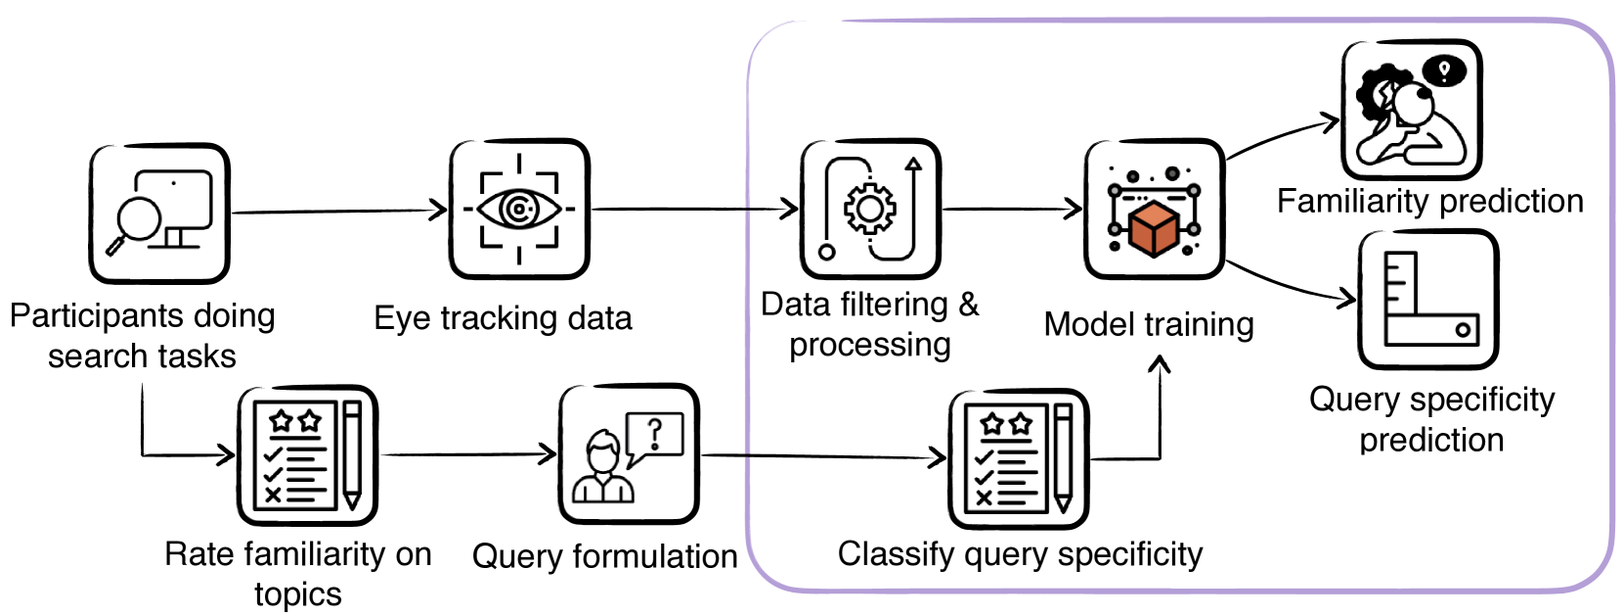 Participants doing
search tasks
Eye tracking data
Data filtering &
processing
Model training
Familiarity prediction
Query specificity
prediction
Rate familiarity on
topics
Query formulation
?
Classify query specificity